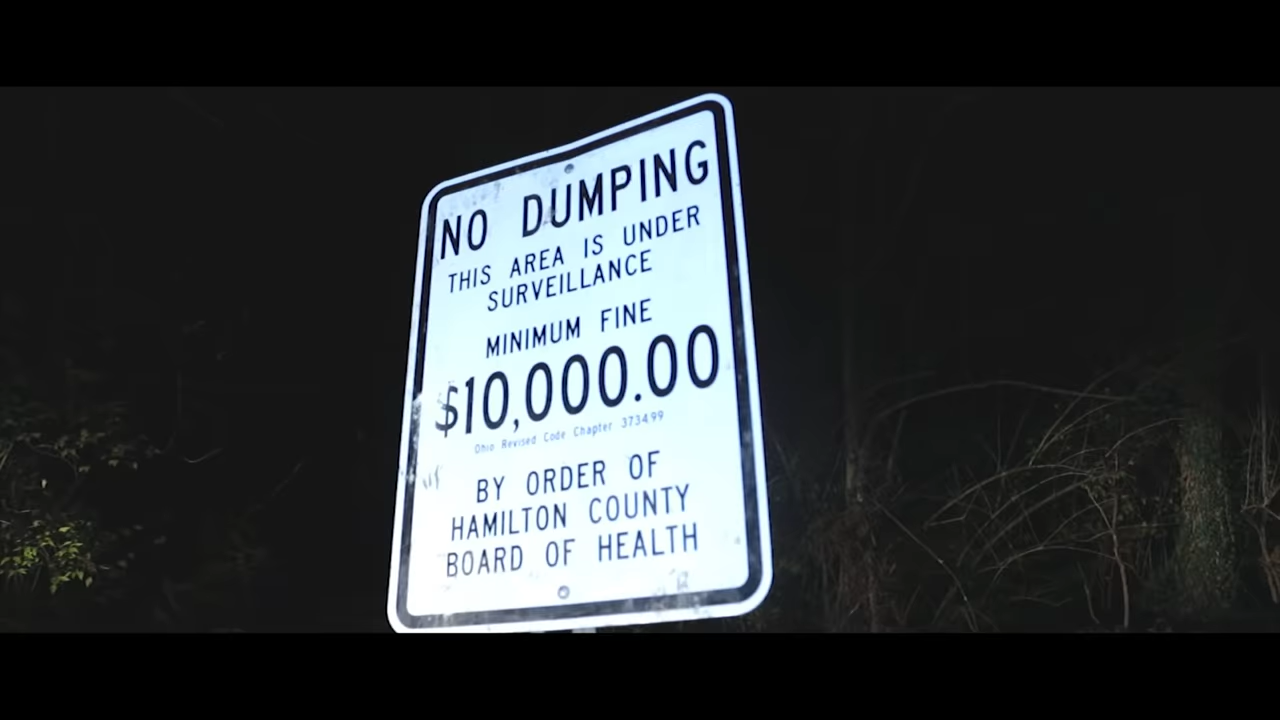 NO DUMPING
THIS AREA IS UNDER
SURVEILLANCE
MINIMUM FINE
$10,000.00
Ohio Revised Code Chapter 3734.99
BY ORDER OF
HAMILTON COUNTY
BOARD OF HEALTH